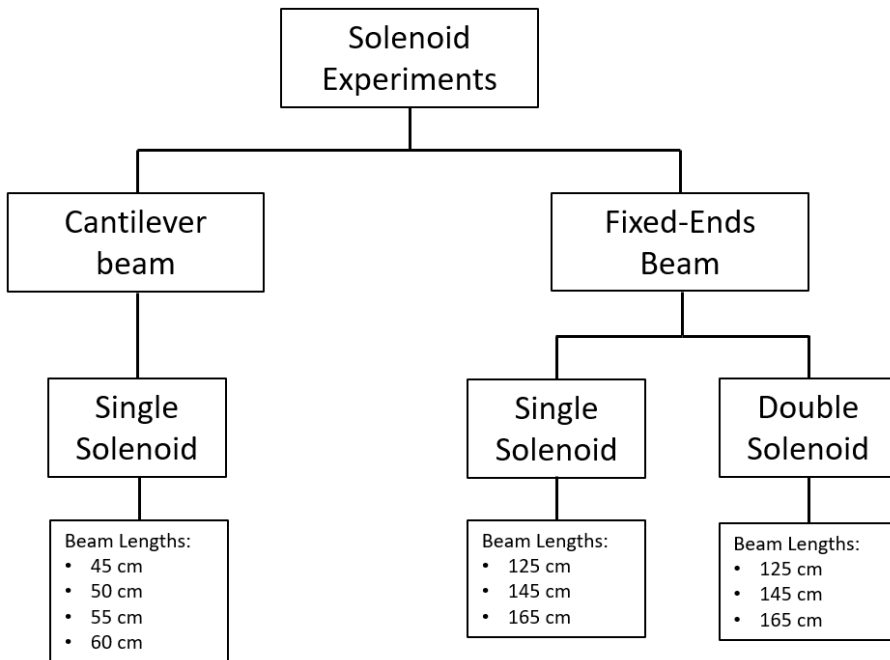 Solenoid
Experiments
Cantilever
beam
Fixed-Ends
Beam
Single
Solenoid
Single
Solenoid
Double
Solenoid
Beam Lengths:
• 45 cm
• 50 cm
• 55 cm
• 60 cm
Beam Lengths:
• 125 cm
• 145 cm
• 165 cm
Beam Lengths:
• 125 cm
• 145 cm
• 165 cm